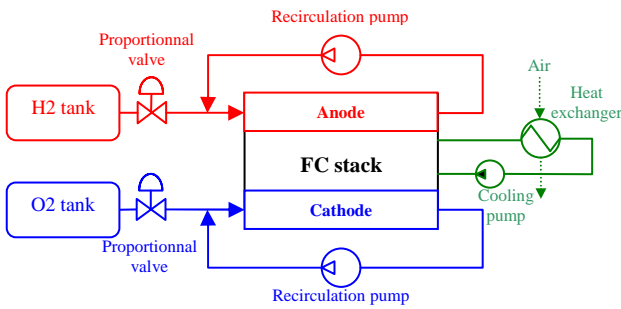 Recirculation pump
Proportionnal
valve
Air
Heat
exchanger
H2 tank
Anode
FC stack
O2 tank
Cathode
Cooling
pump
Proportionnal
valve
Recirculation pump